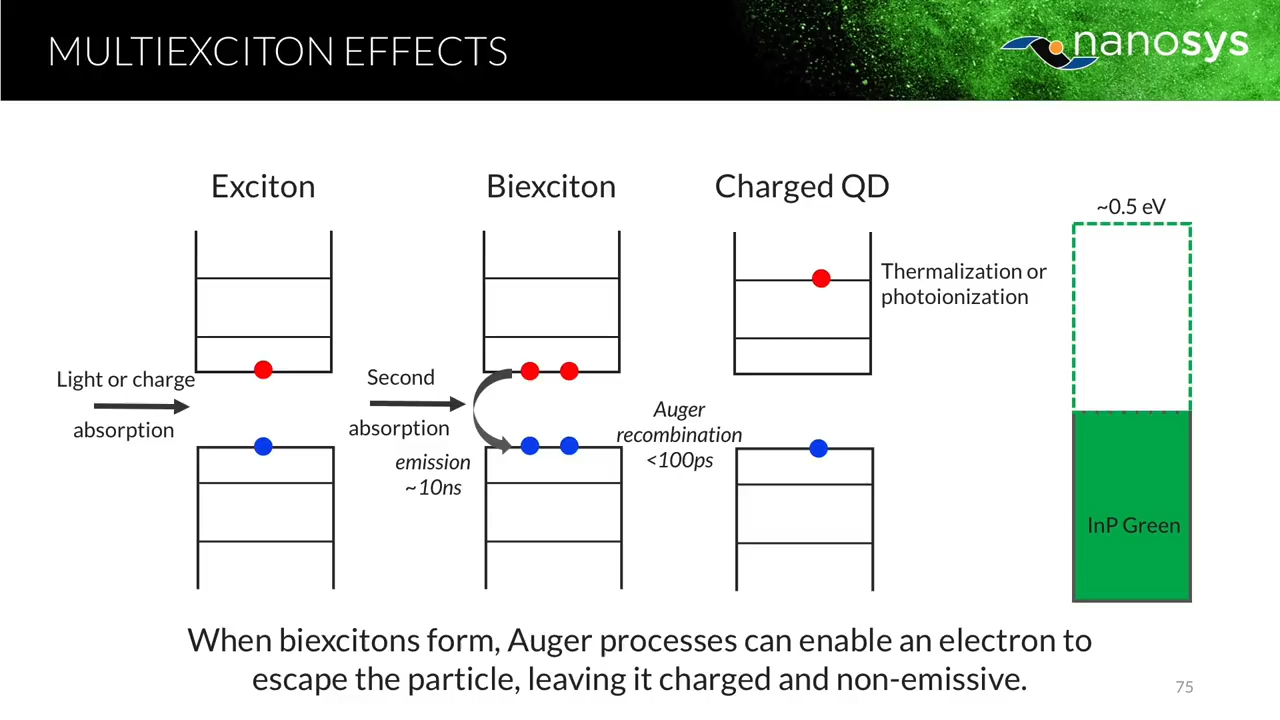 MULTIEXCITON EFFECTS
nanosys
Exciton
Biexciton
Charged QD
~0.5 eV
Thermalization or
photoionization
Light or charge
absorption
Second
absorption
emission
~10ns
Auger
recombination
<100ps
InP Green
When biexcitons form, Auger processes can enable an electron to
escape the particle, leaving it charged and non-emissive.
75